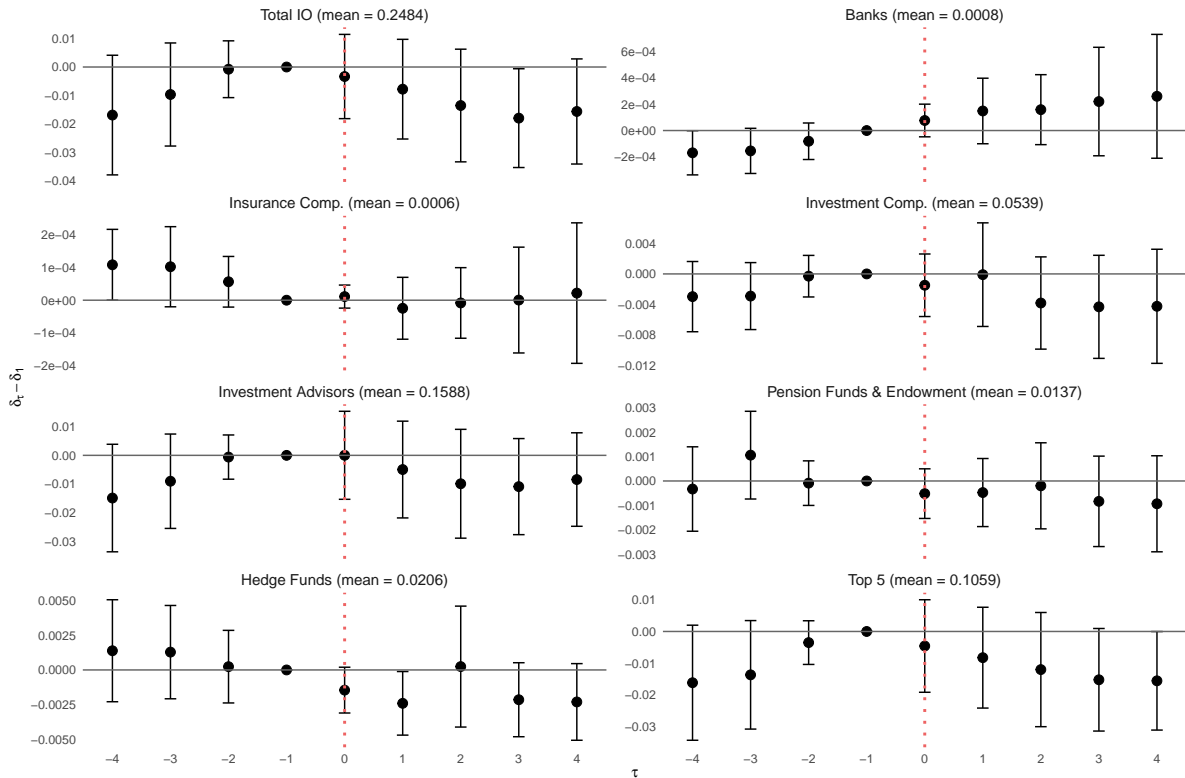 Total IO (mean = 0.2484)
0.01
0.00
−0.01
−0.02
−0.03
−0.04
Banks (mean = 0.0008)
6e−04
4e−04
2e−04
0e+00
−2e−04
Insurance Comp. (mean = 0.0006)
2e−04
1e−04
0e+00
−1e−04
−2e−04
Investment Comp. (mean = 0.0539)
0.004
0.000
−0.004
−0.008
−0.012
δτ − δ1
Investment Advisors (mean = 0.1588)
0.01
0.00
−0.01
−0.02
−0.03
Pension Funds & Endowment (mean = 0.0137)
0.003
0.002
0.001
0.000
−0.001
−0.002
−0.003
Hedge Funds (mean = 0.0206)
0.0050
0.0025
0.0000
−0.0025
−0.0050
−4 −3 −2 −1 0 1 2 3 4
Top 5 (mean = 0.1059)
0.01
0.00
−0.01
−0.02
−0.03
−4 −3 −2 −1 0 1 2 3 4
τ